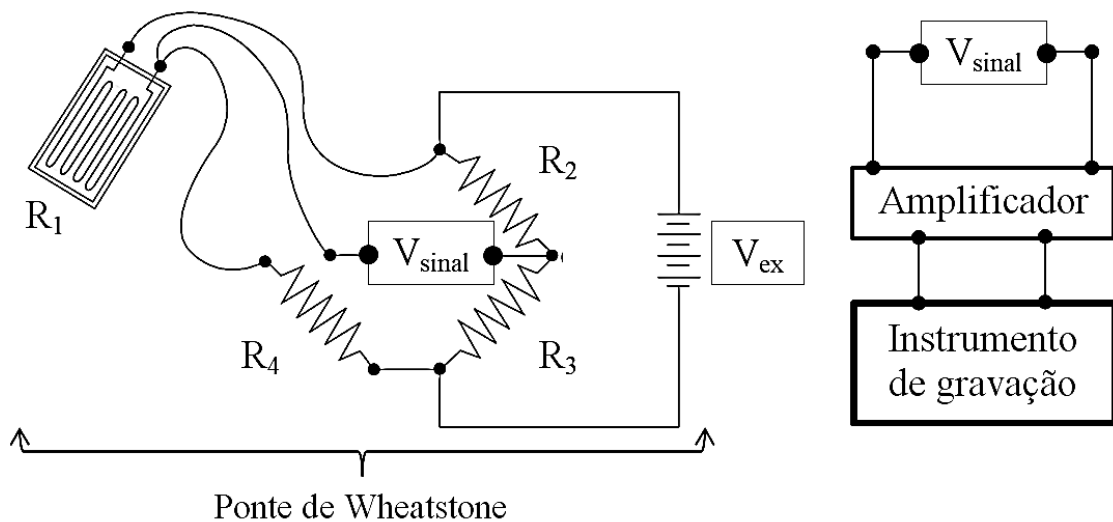 R1
R2
Vsinal
R4
R3
Vex
Ponte de Wheatstone
Vsinal
Amplificador
Instrumento
de gravação